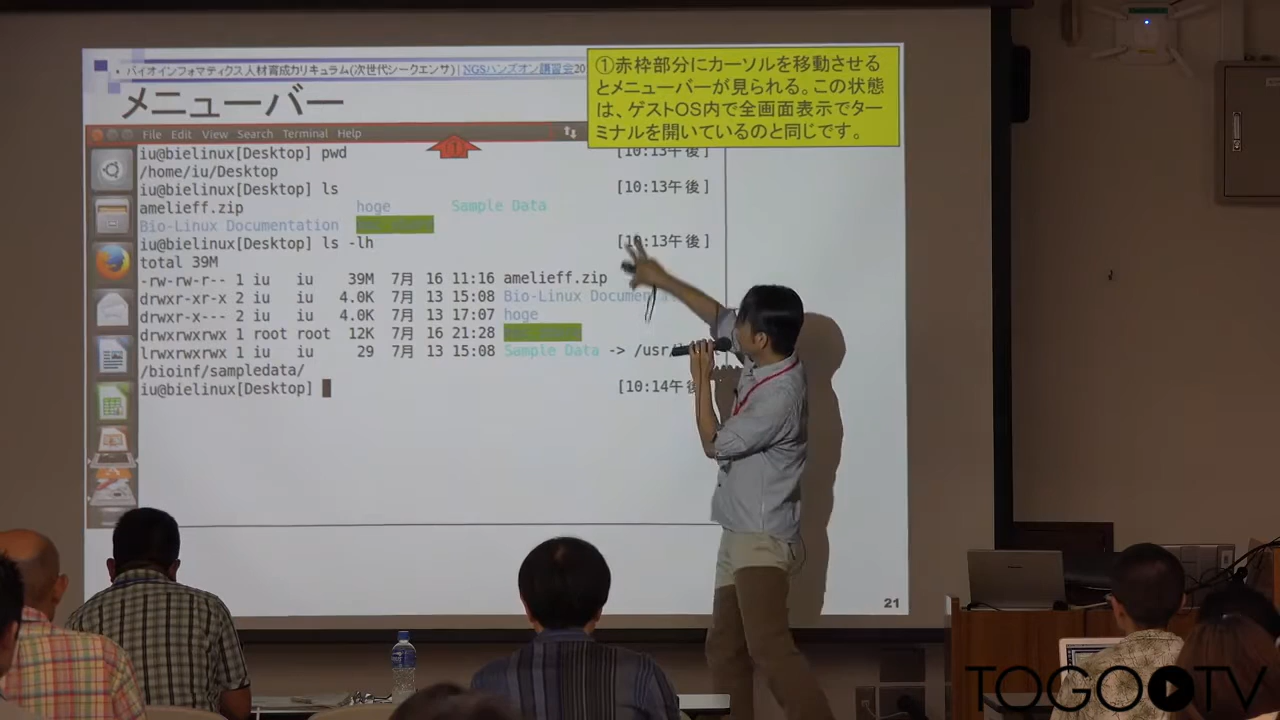 ・バイオインフォマティクス人材育成カリキュラム(次世代シークエンサ) | NGSハンズオン講習会20
メニューバー
①赤枠部分にカーソルを移動させる
とメニューバーが見られる。この状態
は、ゲストOS内で全画面表示でター
ミナルを開いているのと同じです。
File Edit View Search Terminal Help
①
iu@bielinux[Desktop] pwd [10:13午後]
/home/iu/Desktop
iu@bielinux[Desktop] ls [10:13午後]
amelieff.zip hoge Sample Data
Bio-Linux Documentation
iu@bielinux[Desktop] ls -lh [10:13午後]
total 39M
-rw-rw-r-- 1 iu iu 39M 7月 16 11:16 amelieff.zip
drwxr-xr-x 2 iu iu 4.0K 7月 13 15:08 Bio-Linux
drwxr-x--- 2 iu iu 4.0K 7月 13 17:07 hoge
drwxrwxrwx 1 root root 12K 7月 16 21:28
lrwxrwxrwx 1 iu iu 29 7月 13 15:08 Sample Data -> /usr/
/bioinf/sampledata/
iu@bielinux[Desktop] [10:14午後
21
TOGOTV